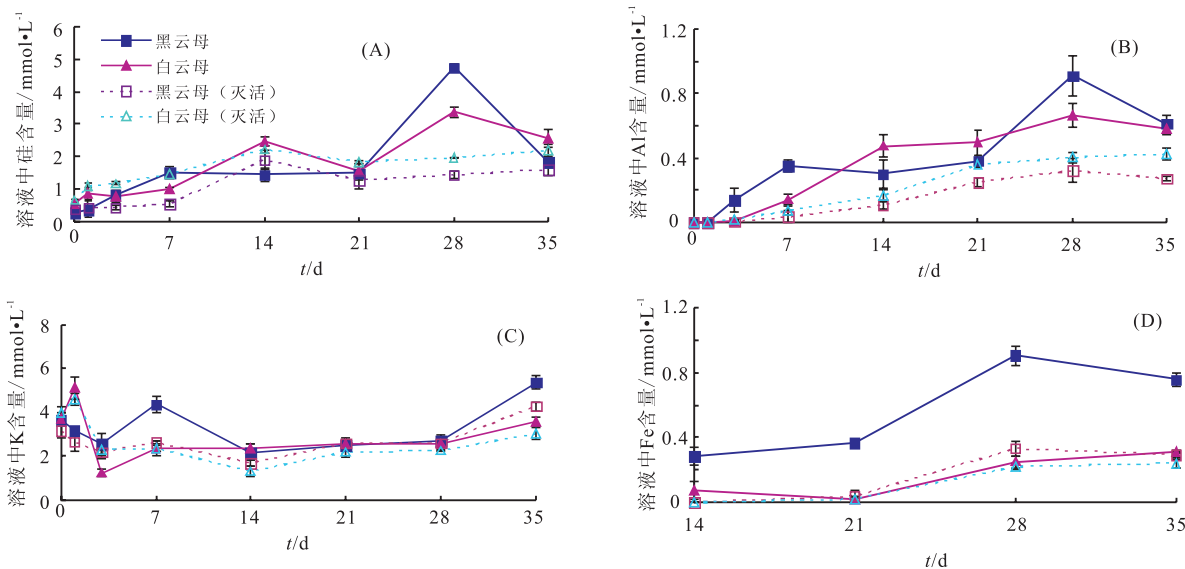 溶液中硅含量/mmol•L⁻¹
6
5
4
3
2
1
0
0 7 14 21 28 35
t/d
(A)
黑云母
白云母
黑云母（灭活）
白云母（灭活）
溶液中Al含量/mmol•L⁻¹
1.2
0.8
0.4
0
0 7 14 21 28 35
t/d
(B)
溶液中K含量/mmol•L⁻¹
8
6
4
2
0
0 7 14 21 28 35
t/d
(C)
溶液中Fe含量/mmol•L⁻¹
1.2
0.8
0.4
0
14 21 28 35
t/d
(D)